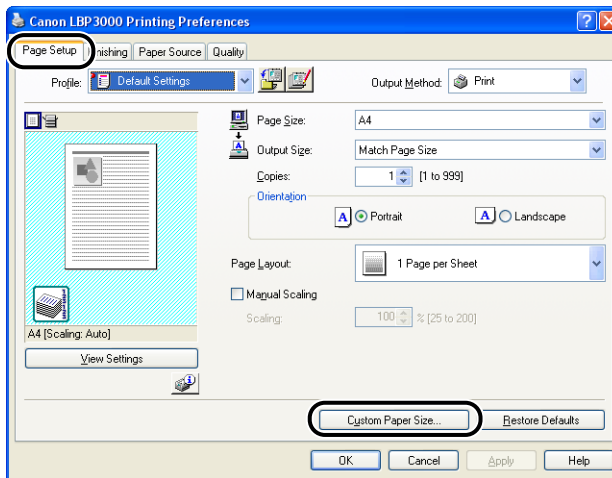 Canon LBP3000 Printing Preferences
Page Setup Finishing Paper Source Quality
Profile: Default Settings Output Method: Print
Page Size: A4
Output Size: Match Page Size
Copies: 1 [1 to 999]
Orientation
A Portrait A Landscape
Page Layout: 1 Page per Sheet
Manual Scaling
Scaling: 100 % [25 to 200]
A4 [Scaling: Auto]
View Settings
Custom Paper Size... Restore Defaults
OK Cancel Apply Help